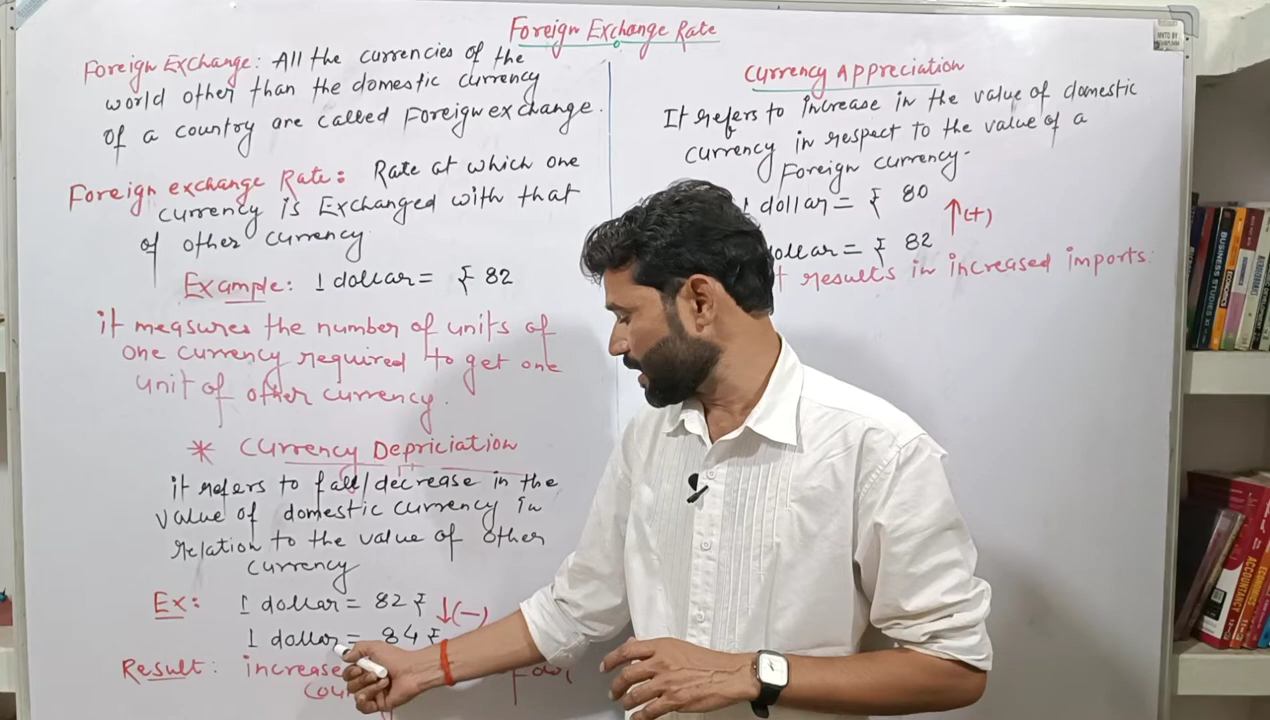 Foreign Exchange Rate
Foreign Exchange: All the currencies of the
world other than the domestic currency
of a country are called Foreign exchange.
Foreign exchange Rate: Rate at which one
currency is Exchanged with that
of other currency
Example: 1 dollar = ₹ 82
it measures the number of units of
one currency required to get one
unit of other currency.
* Currency Depriciation
it refers to fall/decrease in the
value of domestic currency in
relation to the value of other
currency
Ex: 1 dollar = 82 ₹
1 dollar = 84 ₹ ↓(-)
Result: increase
Currency Appreciation
It refers to increase in the value of domestic
currency in respect to the value of a
Foreign currency.
dollar = ₹ 80
dollar = ₹ 82 ↑(+)
results in increased imports.
BUSINESS STUDIES XI
ECONOMICS
ACCOUNTANCY